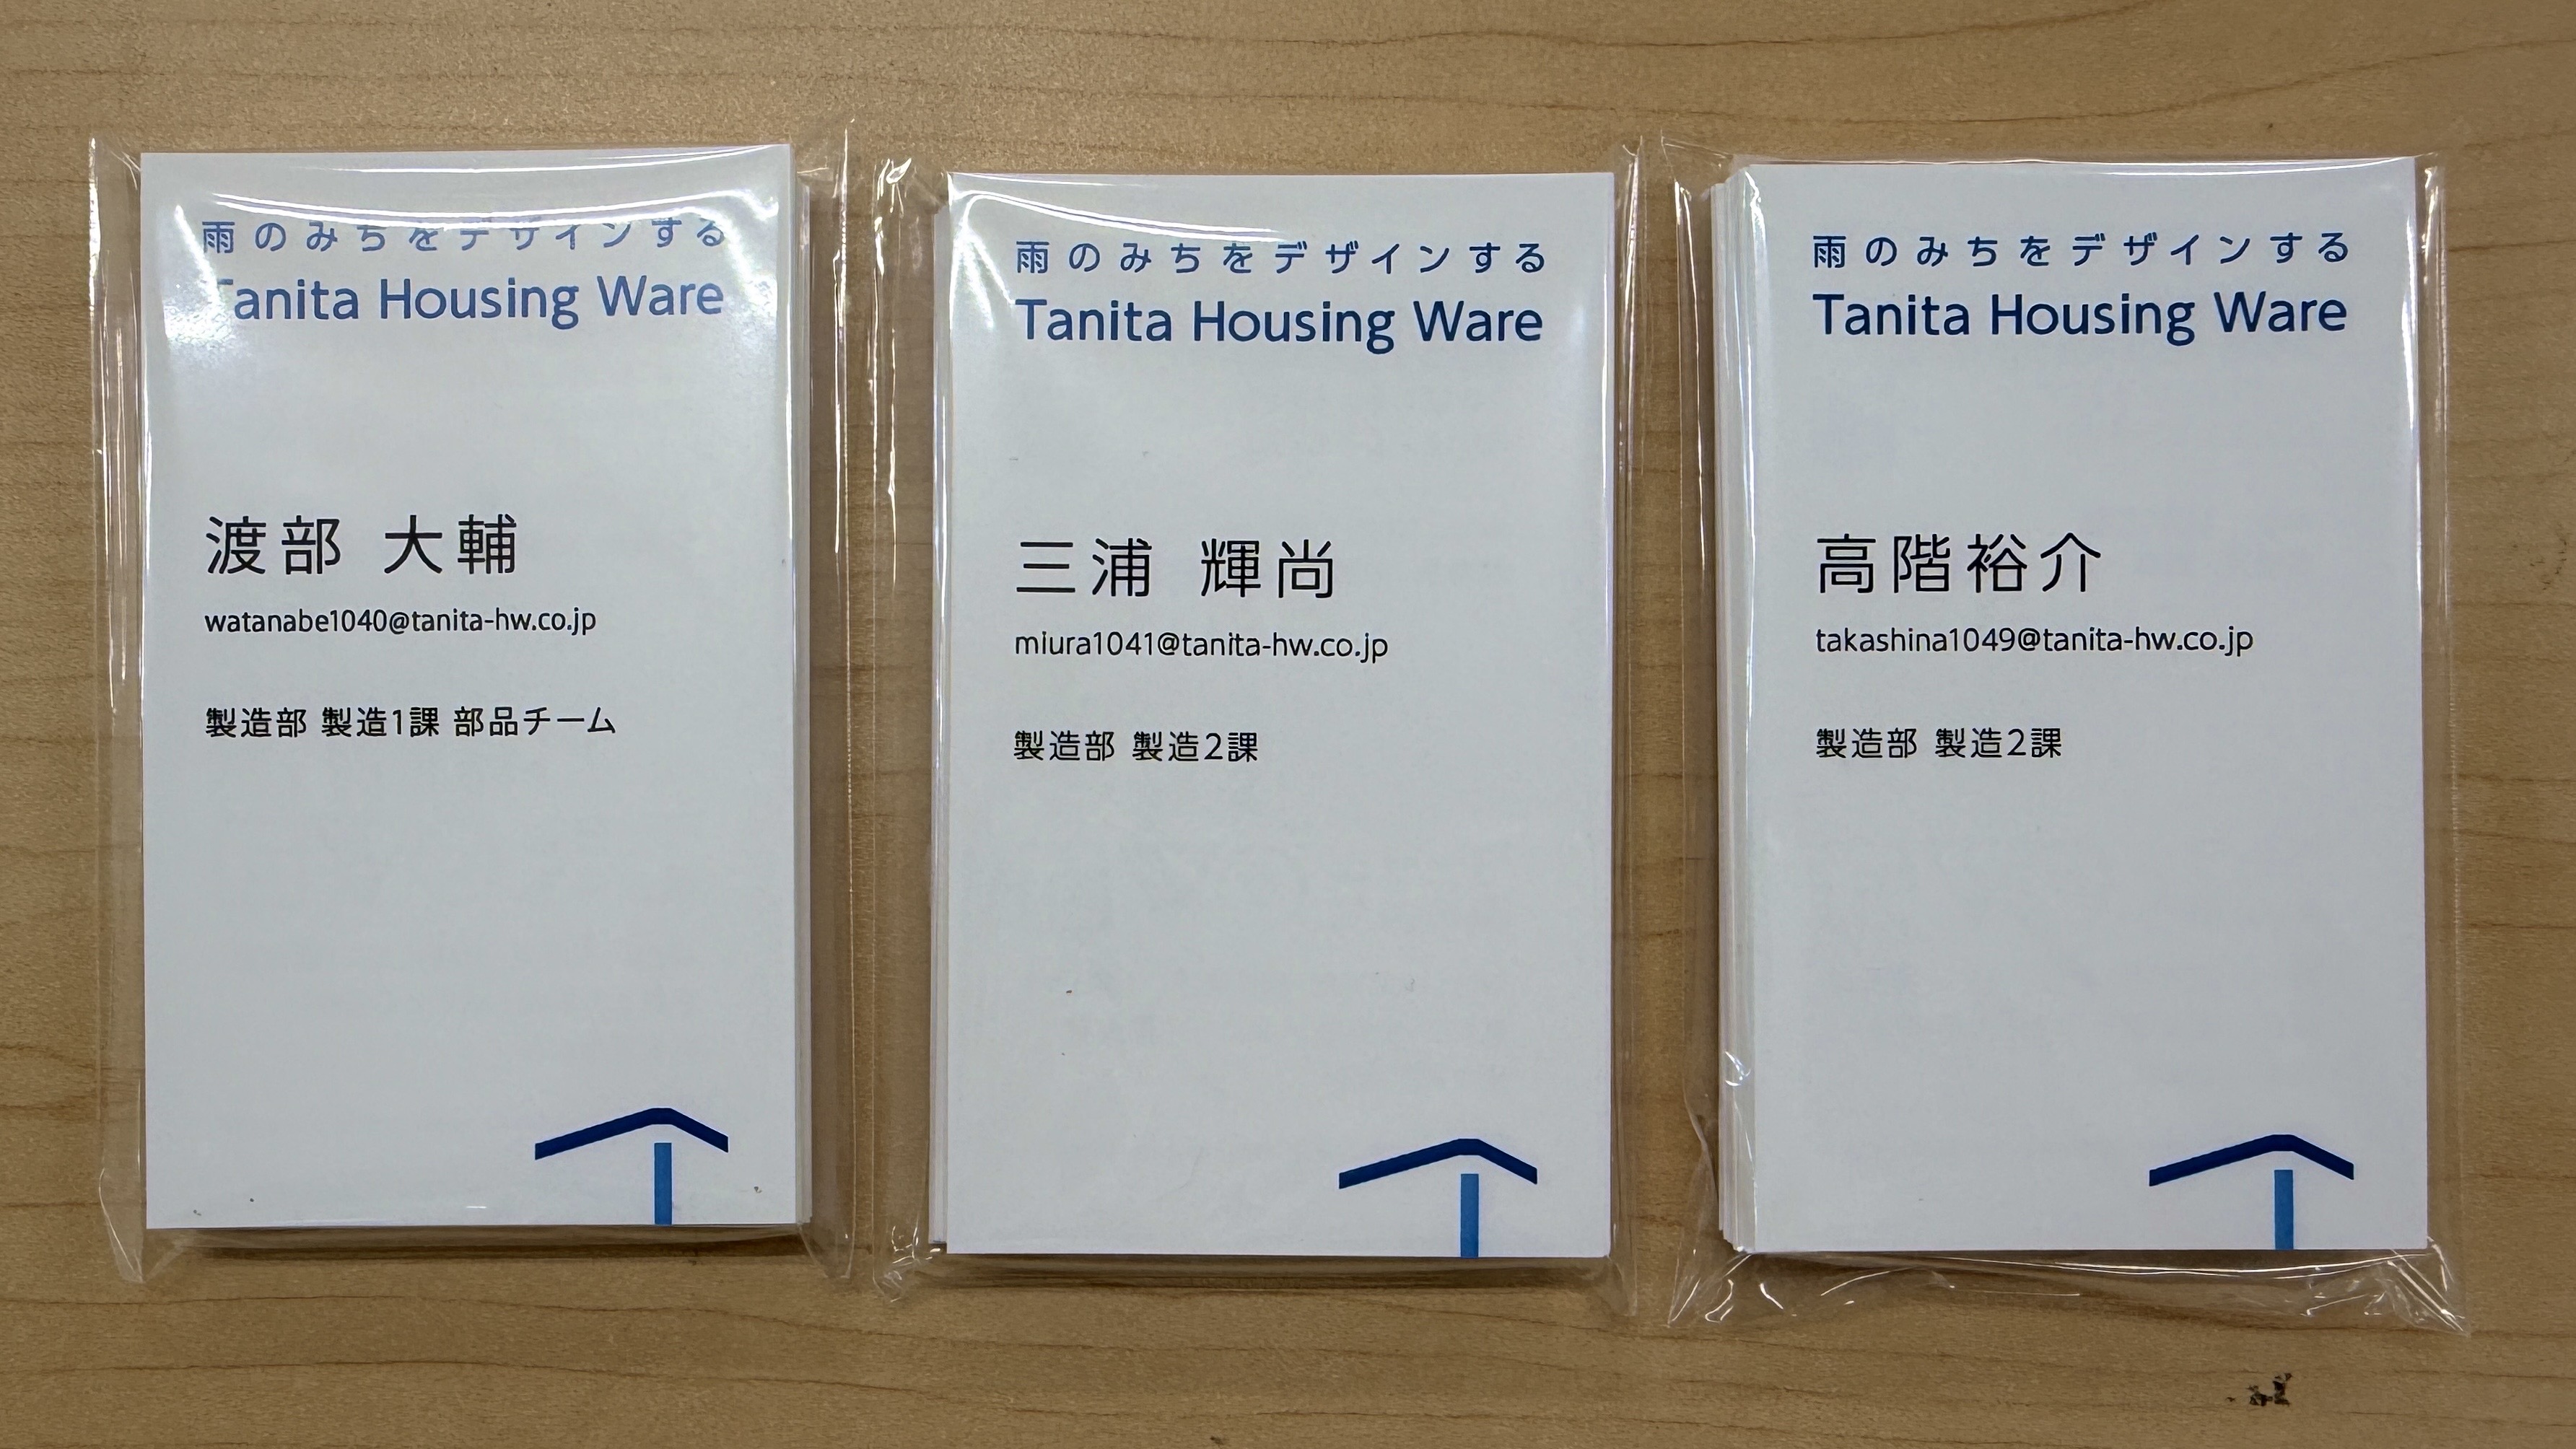 雨のみちをデザインする
Tanita Housing Ware
渡部 大輔
watanabe1040@tanita-hw.co.jp
製造部 製造1課 部品チーム
雨のみちをデザインする
Tanita Housing Ware
三浦 輝尚
miura1041@tanita-hw.co.jp
製造部 製造2課
雨のみちをデザインする
Tanita Housing Ware
高階裕介
takashina1049@tanita-hw.co.jp
製造部 製造2課